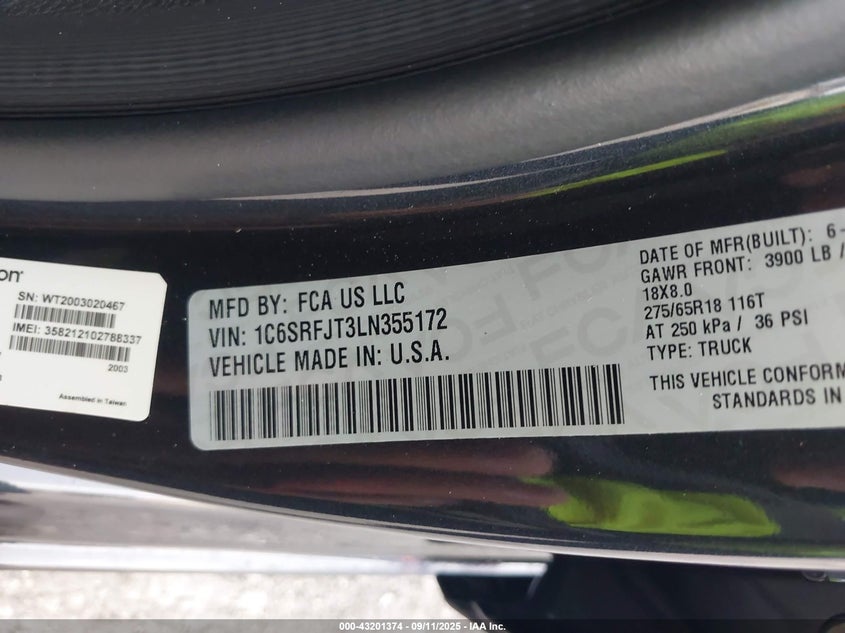 on®
SN: WT2003020467
IMEI: 358212102788337
2003
Assembled in Taiwan
MFD BY: FCA US LLC
VIN: 1C6SRFJT3LN355172
VEHICLE MADE IN: U.S.A.
DATE OF MFR(BUILT): 6-
GAWR FRONT: 3900 LB /
18X8.0
275/65R18 116T
AT 250 kPa / 36 PSI
TYPE: TRUCK
THIS VEHICLE CONFORM
STANDARDS IN
000-43201374 - 09/11/2025 - IAA Inc.